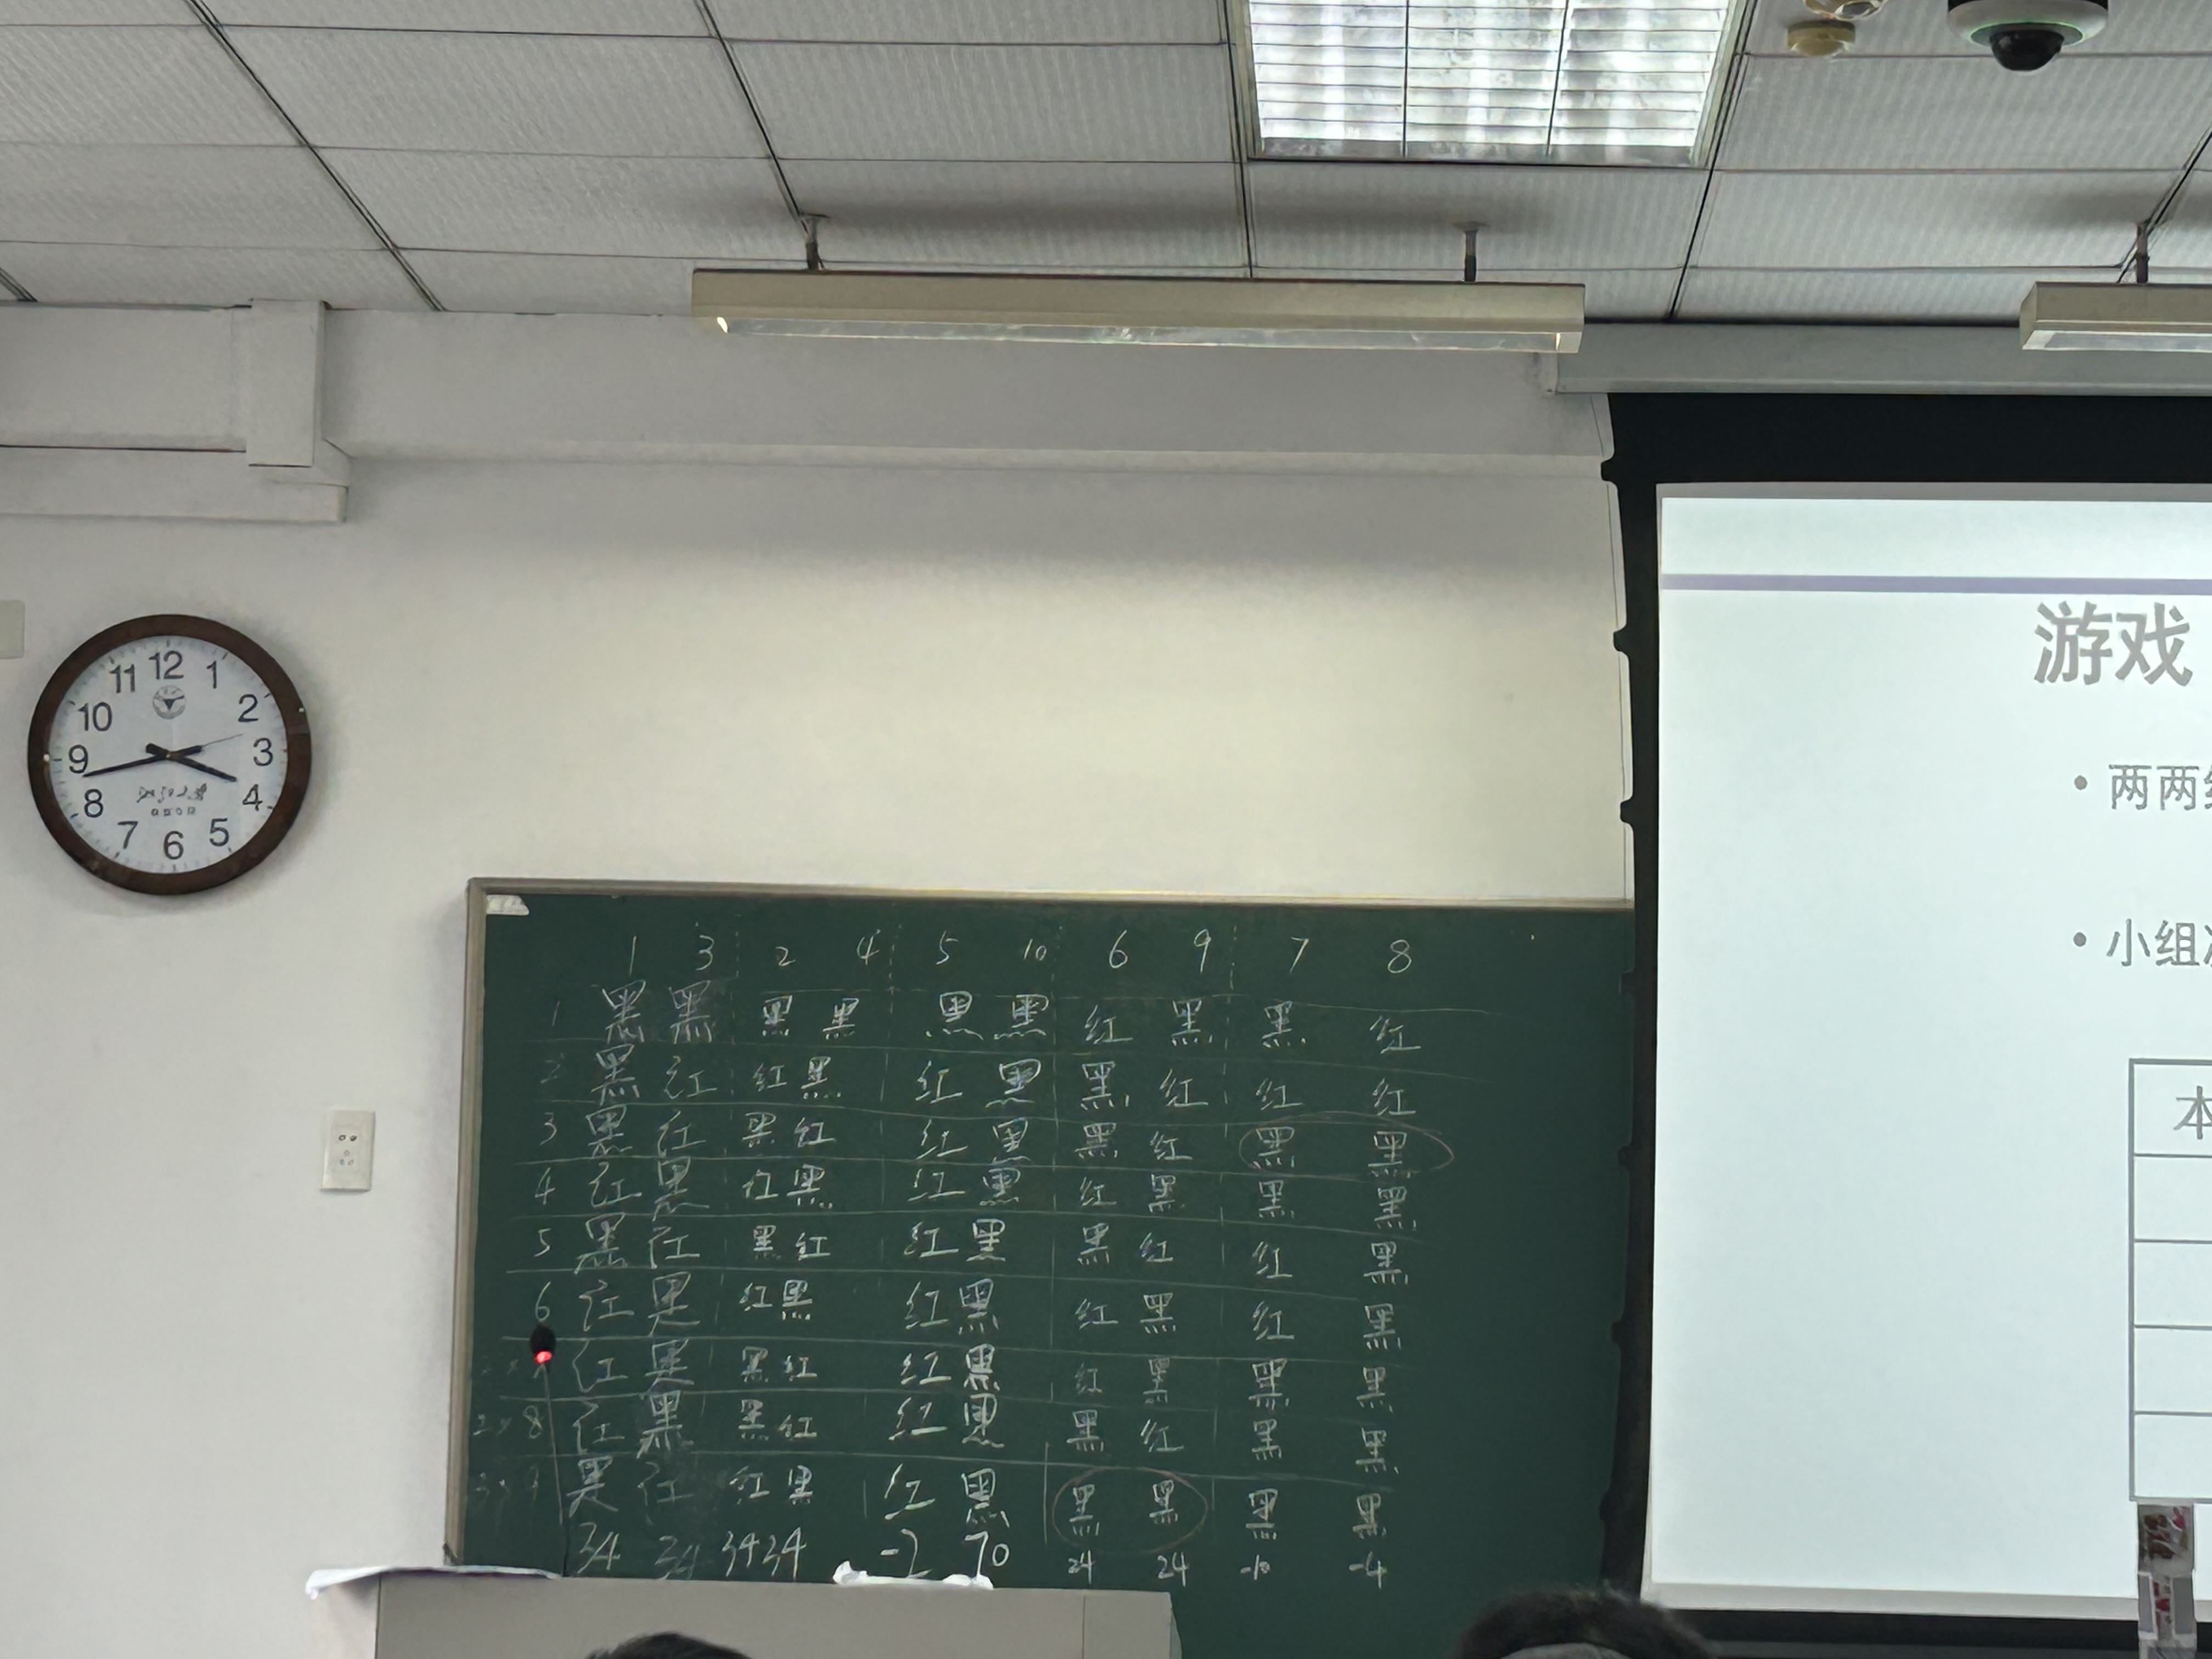 12
11 1
10 2
9 3
8 4
7 5
6
游戏
• 两两
• 小组
本
1 3 2 4 5 10 6 9 7 8
1 黑 黑 黑 黑 黑 黑 红 黑 黑 红
2 黑 红 红 黑 红 黑 黑 红 红 红
3 黑 红 黑 红 红 黑 黑 红 黑 黑
4 红 黑 红 黑 红 黑 红 黑 黑 黑
5 黑 红 黑 红 红 黑 黑 红 红 黑
6 红 黑 红 黑 红 黑 红 黑 红 黑
红 黑 黑 红 红 黑 红 黑 黑 黑
8 红 黑 黑 红 红 黑 黑 红 黑 黑
黑 红 红 黑 红 黑 黑 黑 黑 黑
34 34 34 34 -2 70 24 24 -10 -4